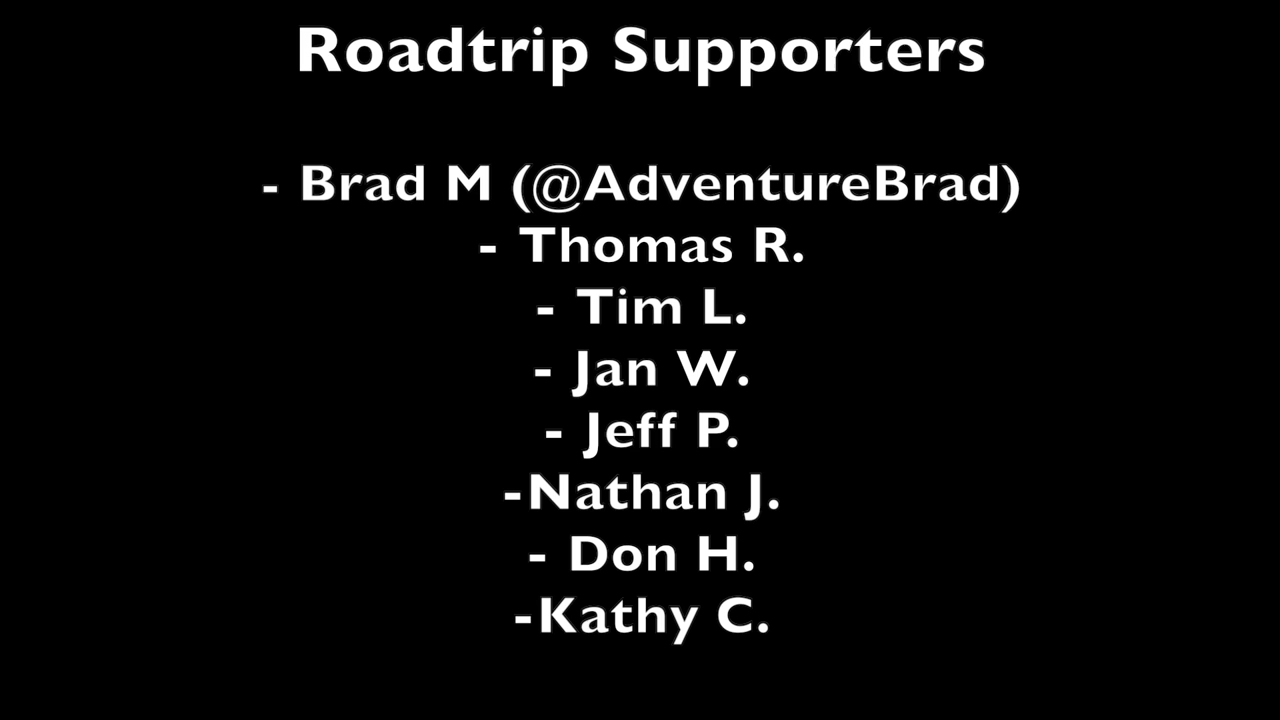 Roadtrip Supporters
- Brad M (@AdventureBrad)
- Thomas R.
- Tim L.
- Jan W.
- Jeff P.
-Nathan J.
- Don H.
-Kathy C.